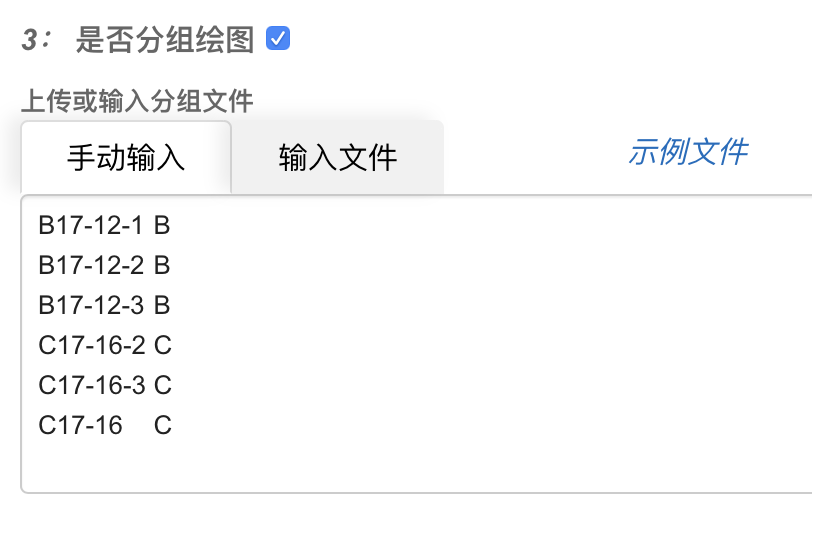 3： 是否分组绘图
上传或输入分组文件
手动输入 输入文件 示例文件
B17-12-1 B
B17-12-2 B
B17-12-3 B
C17-16-2 C
C17-16-3 C
C17-16 C